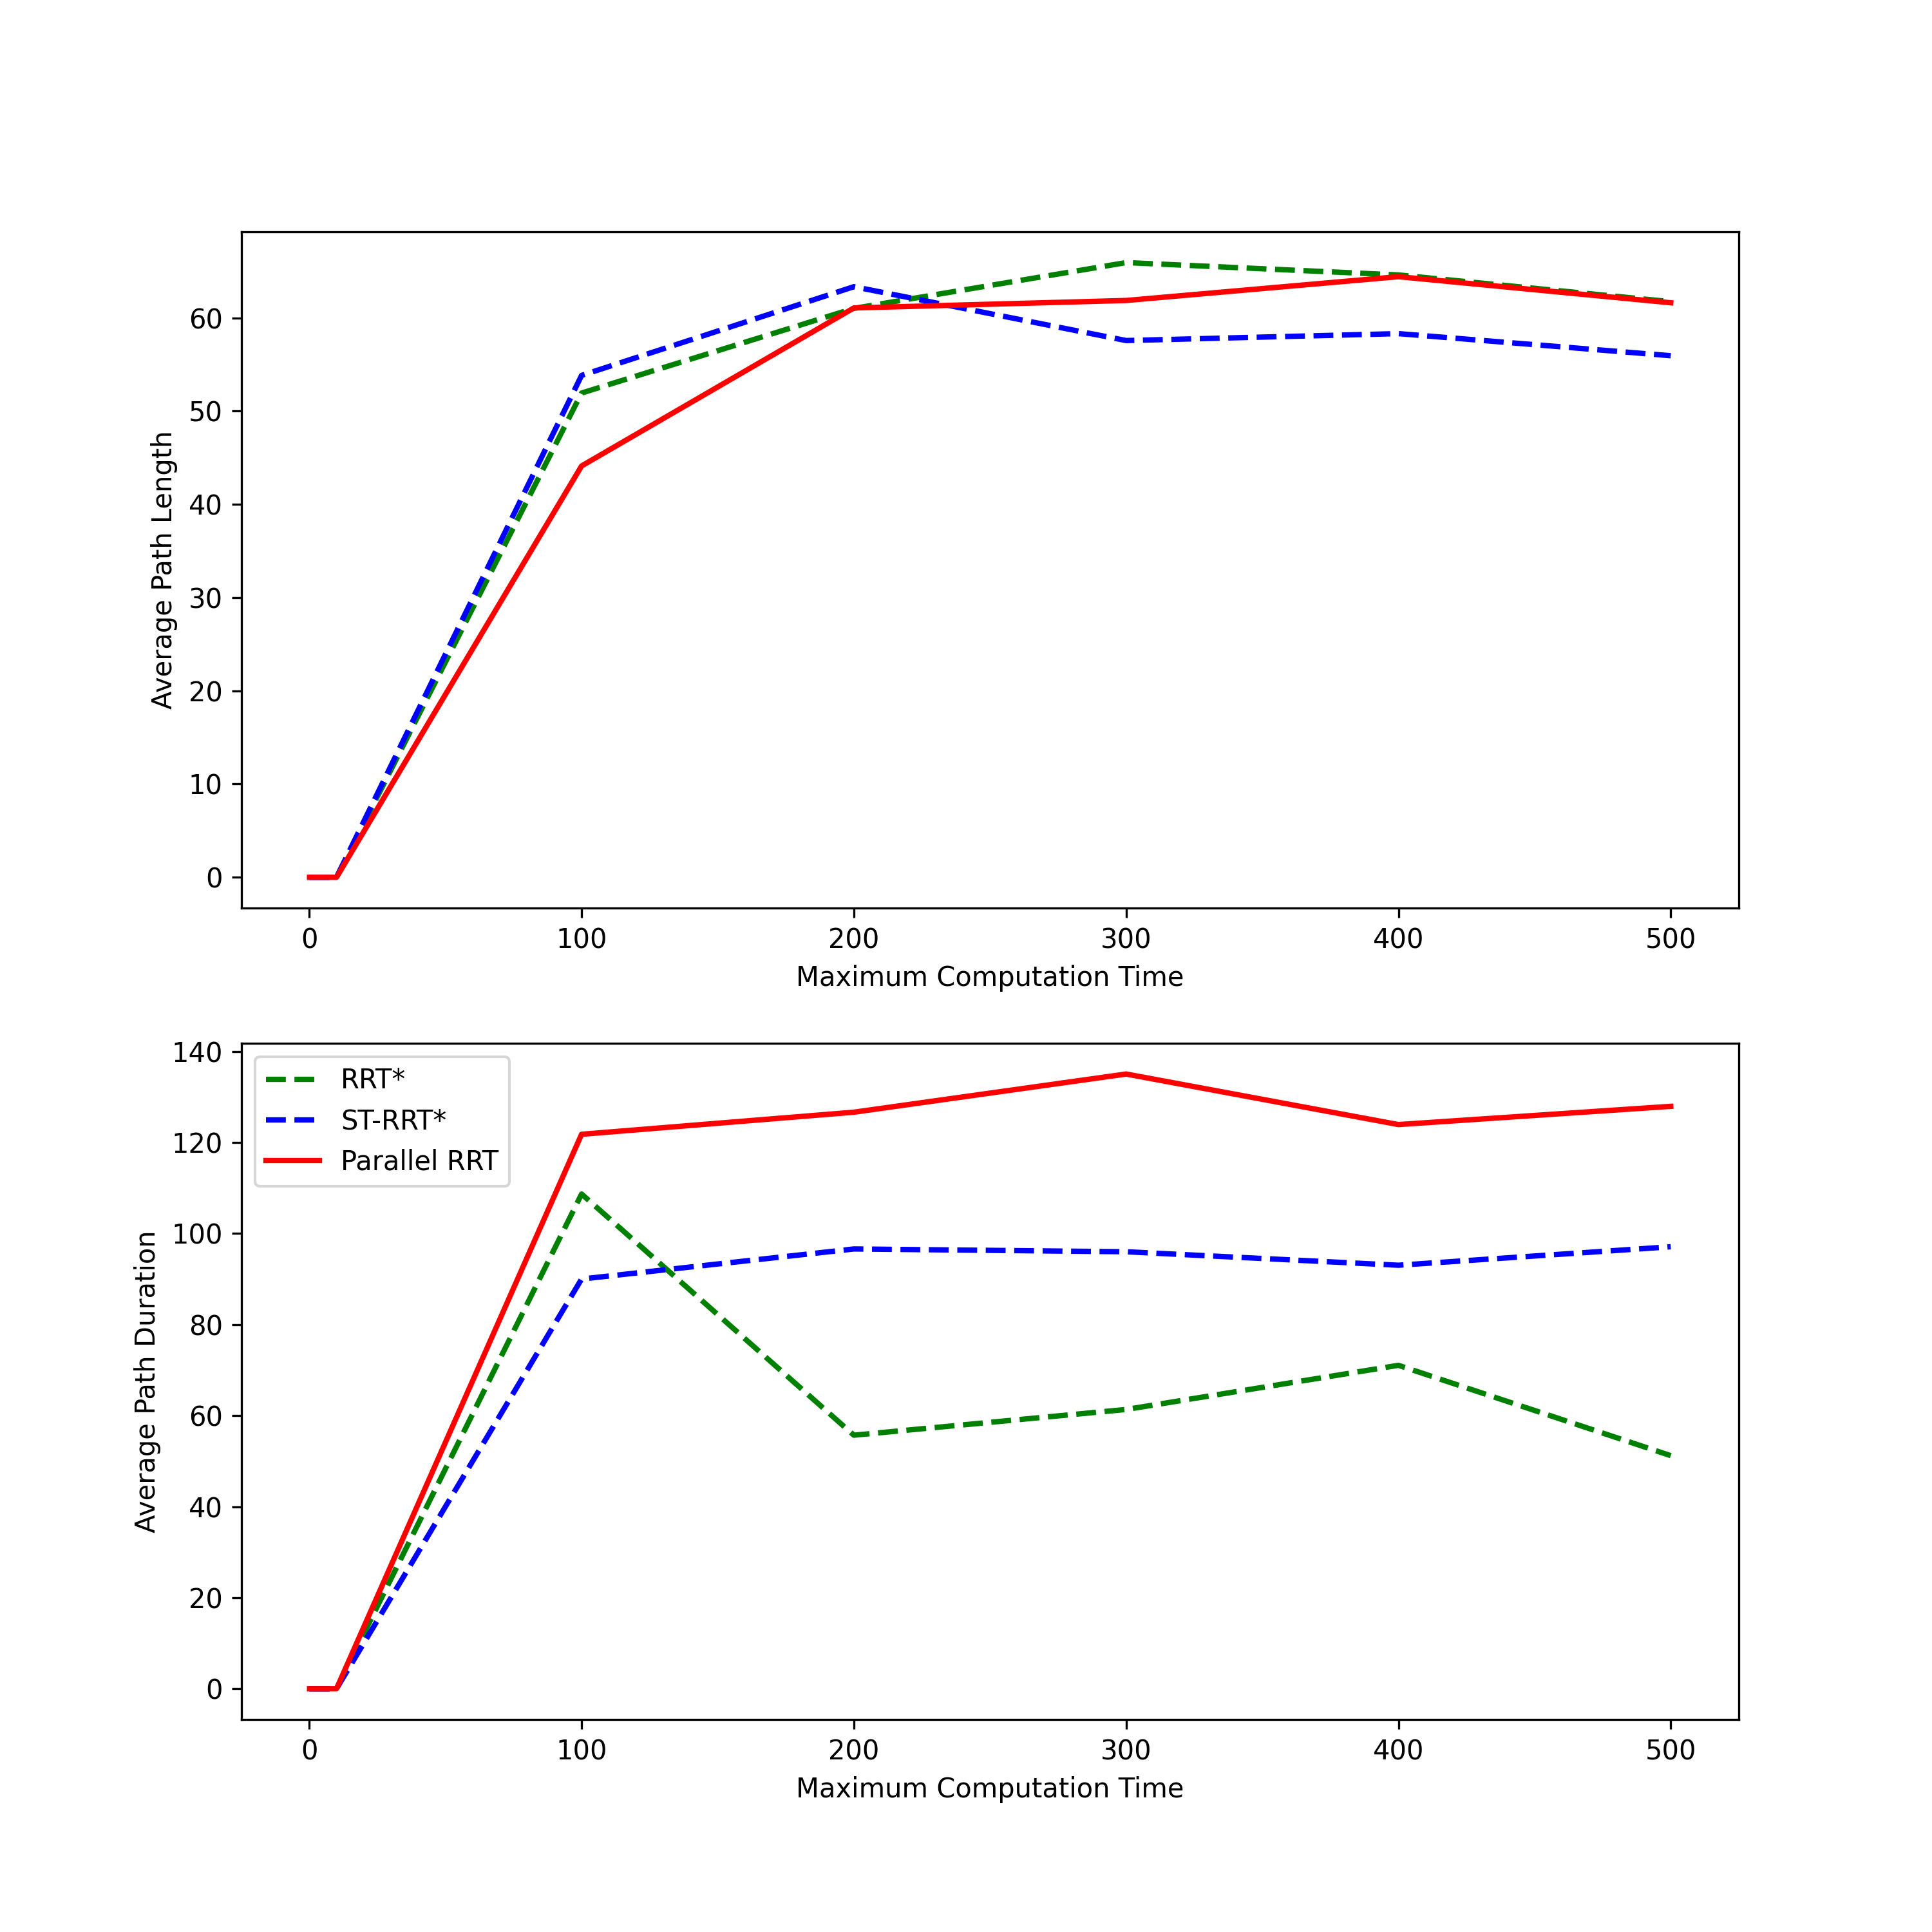 60
50
40
30
20
10
0
Average Path Length
0 100 200 300 400 500
Maximum Computation Time
140
120
100
80
60
40
20
0
Average Path Duration
RRT*
ST-RRT*
Parallel RRT
0 100 200 300 400 500
Maximum Computation Time